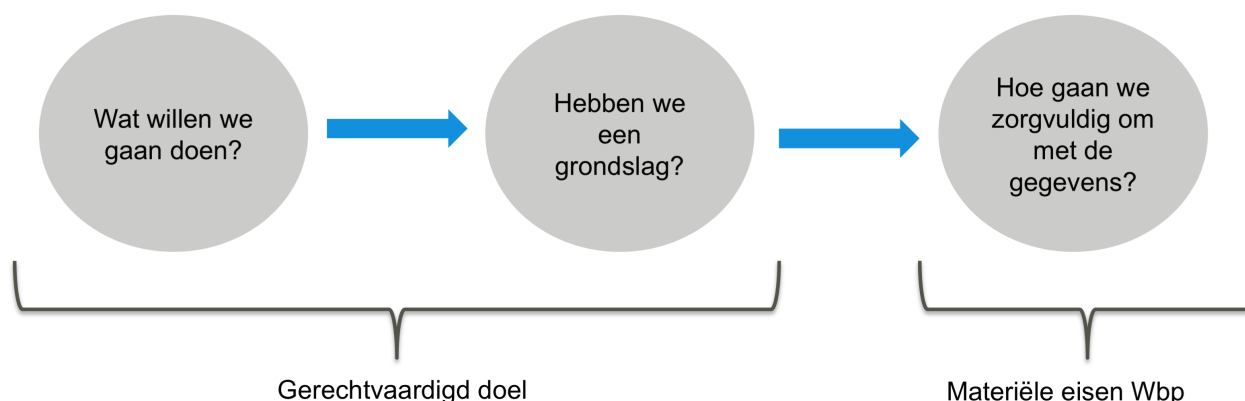 Wat willen we
gaan doen?
Hebben we
een
grondslag?
Hoe gaan we
zorgvuldig om
met de
gegevens?
Gerechtvaardigd doel
Materiële eisen Wbp